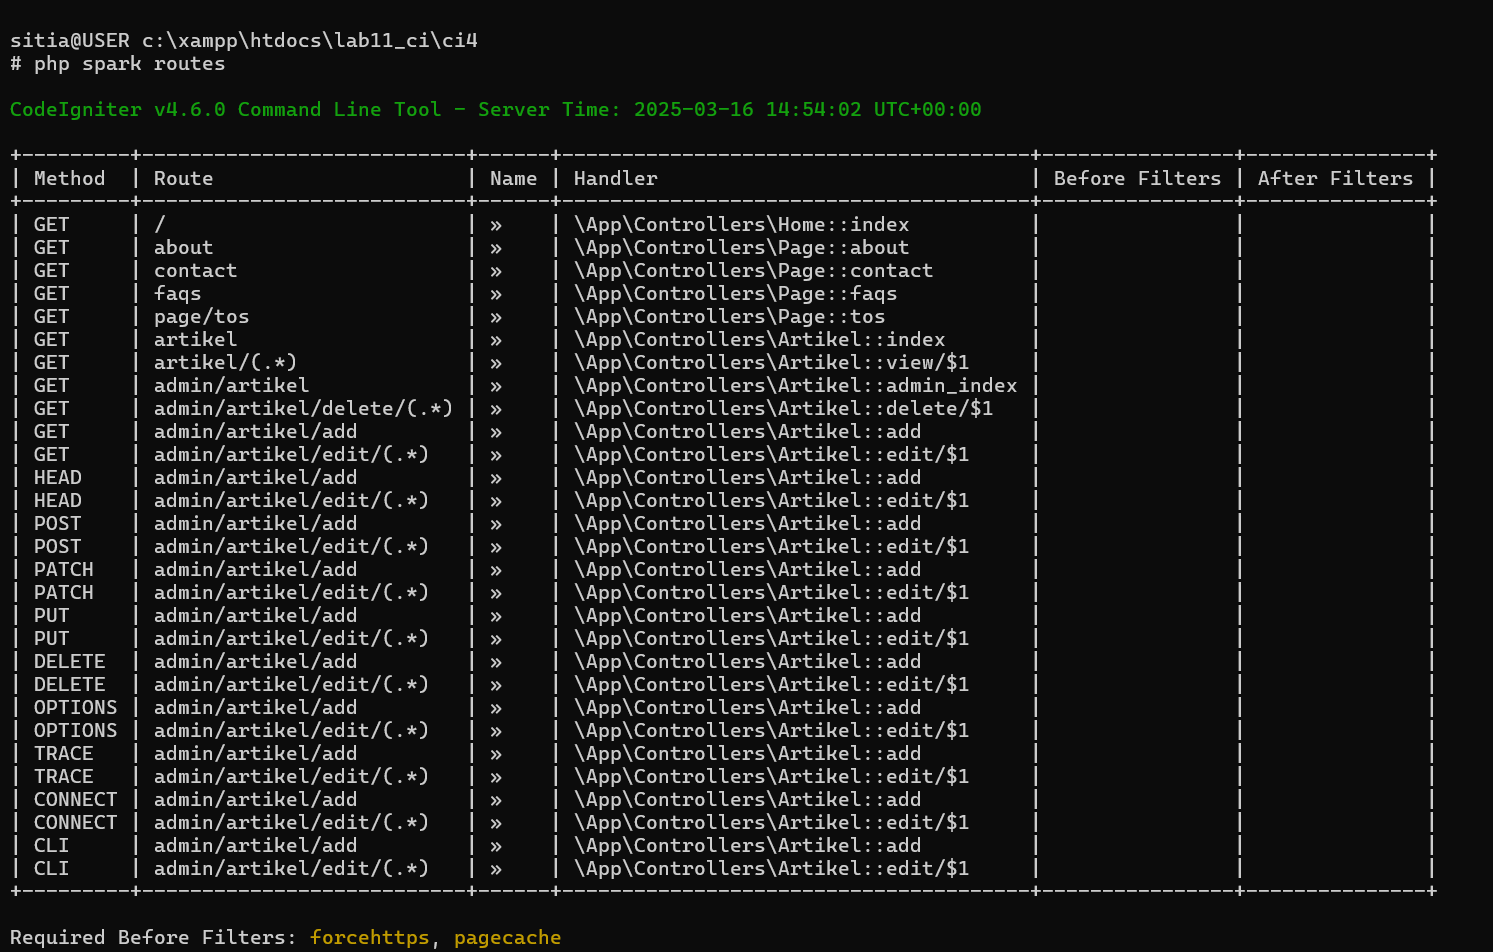 sitia@USER c:\xampp\htdocs\lab11_ci\ci4
# php spark routes
CodeIgniter v4.6.0 Command Line Tool - Server Time: 2025-03-16 14:54:02 UTC+00:00
+---------+---------------------------+------+---------------------------------------+----------------+---------------+
| Method  | Route                     | Name | Handler                               | Before Filters | After Filters |
+---------+---------------------------+------+---------------------------------------+----------------+---------------+
| GET     | /                         | »    | \App\Controllers\Home::index          |                |               |
| GET     | about                     | »    | \App\Controllers\Page::about          |                |               |
| GET     | contact                   | »    | \App\Controllers\Page::contact        |                |               |
| GET     | faqs                      | »    | \App\Controllers\Page::faqs           |                |               |
| GET     | page/tos                  | »    | \App\Controllers\Page::tos            |                |               |
| GET     | artikel                   | »    | \App\Controllers\Artikel::index       |                |               |
| GET     | artikel/(.*)              | »    | \App\Controllers\Artikel::view/$1     |                |               |
| GET     | admin/artikel             | »    | \App\Controllers\Artikel::admin_index |                |               |
| GET     | admin/artikel/delete/(.*) | »    | \App\Controllers\Artikel::delete/$1   |                |               |
| GET     | admin/artikel/add         | »    | \App\Controllers\Artikel::add         |                |               |
| GET     | admin/artikel/edit/(.*)   | »    | \App\Controllers\Artikel::edit/$1     |                |               |
| HEAD    | admin/artikel/add         | »    | \App\Controllers\Artikel::add         |                |               |
| HEAD    | admin/artikel/edit/(.*)   | »    | \App\Controllers\Artikel::edit/$1     |                |               |
| POST    | admin/artikel/add         | »    | \App\Controllers\Artikel::add         |                |               |
| POST    | admin/artikel/edit/(.*)   | »    | \App\Controllers\Artikel::edit/$1     |                |               |
| PATCH   | admin/artikel/add         | »    | \App\Controllers\Artikel::add         |                |               |
| PATCH   | admin/artikel/edit/(.*)   | »    | \App\Controllers\Artikel::edit/$1     |                |               |
| PUT     | admin/artikel/add         | »    | \App\Controllers\Artikel::add         |                |               |
| PUT     | admin/artikel/edit/(.*)   | »    | \App\Controllers\Artikel::edit/$1     |                |               |
| DELETE  | admin/artikel/add         | »    | \App\Controllers\Artikel::add         |                |               |
| DELETE  | admin/artikel/edit/(.*)   | »    | \App\Controllers\Artikel::edit/$1     |                |               |
| OPTIONS | admin/artikel/add         | »    | \App\Controllers\Artikel::add         |                |               |
| OPTIONS | admin/artikel/edit/(.*)   | »    | \App\Controllers\Artikel::edit/$1     |                |               |
| TRACE   | admin/artikel/add         | »    | \App\Controllers\Artikel::add         |                |               |
| TRACE   | admin/artikel/edit/(.*)   | »    | \App\Controllers\Artikel::edit/$1     |                |               |
| CONNECT | admin/artikel/add         | »    | \App\Controllers\Artikel::add         |                |               |
| CONNECT | admin/artikel/edit/(.*)   | »    | \App\Controllers\Artikel::edit/$1     |                |               |
| CLI     | admin/artikel/add         | »    | \App\Controllers\Artikel::add         |                |               |
| CLI     | admin/artikel/edit/(.*)   | »    | \App\Controllers\Artikel::edit/$1     |                |               |
+---------+---------------------------+------+---------------------------------------+----------------+---------------+
Required Before Filters: forcehttps, pagecache